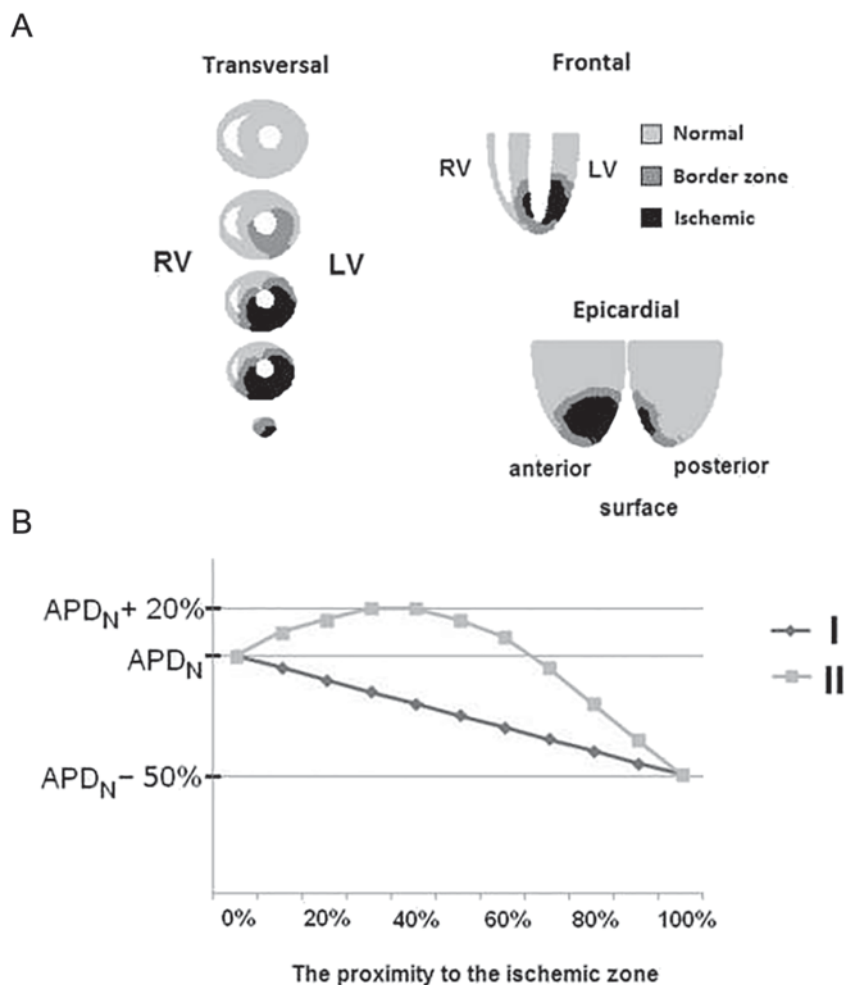 A
Transversal
Frontal
RV
LV
RV
LV
Normal
Border zone
Ischemic
Epicardial
anterior
posterior
surface
B
APDN+ 20%
APDN
APDN− 50%
I
II
0%
20%
40%
60%
80%
100%
The proximity to the ischemic zone